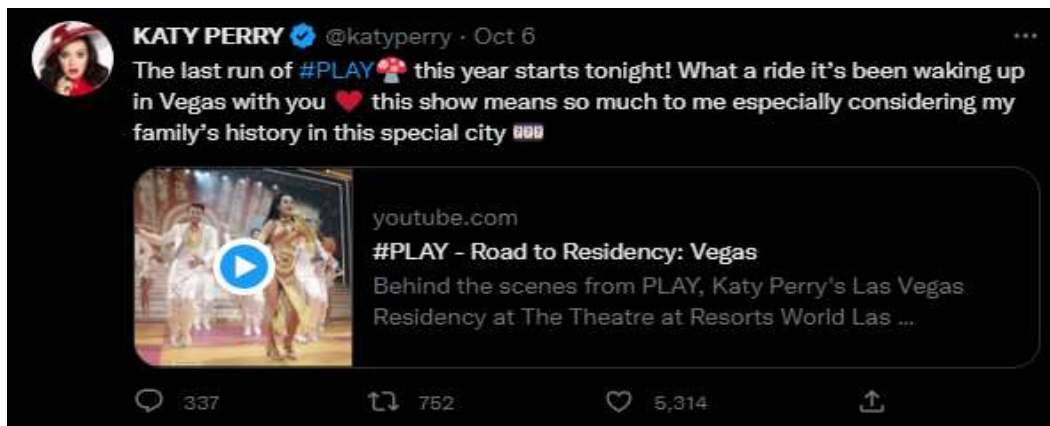 KATY PERRY @katyperry · Oct 6
The last run of #PLAY🍄 this year starts tonight! What a ride it’s been waking up
in Vegas with you ❤️ this show means so much to me especially considering my
family’s history in this special city 🎰
youtube.com
#PLAY - Road to Residency: Vegas
Behind the scenes from PLAY, Katy Perry's Las Vegas
Residency at The Theatre at Resorts World Las ...
337 752 5,314